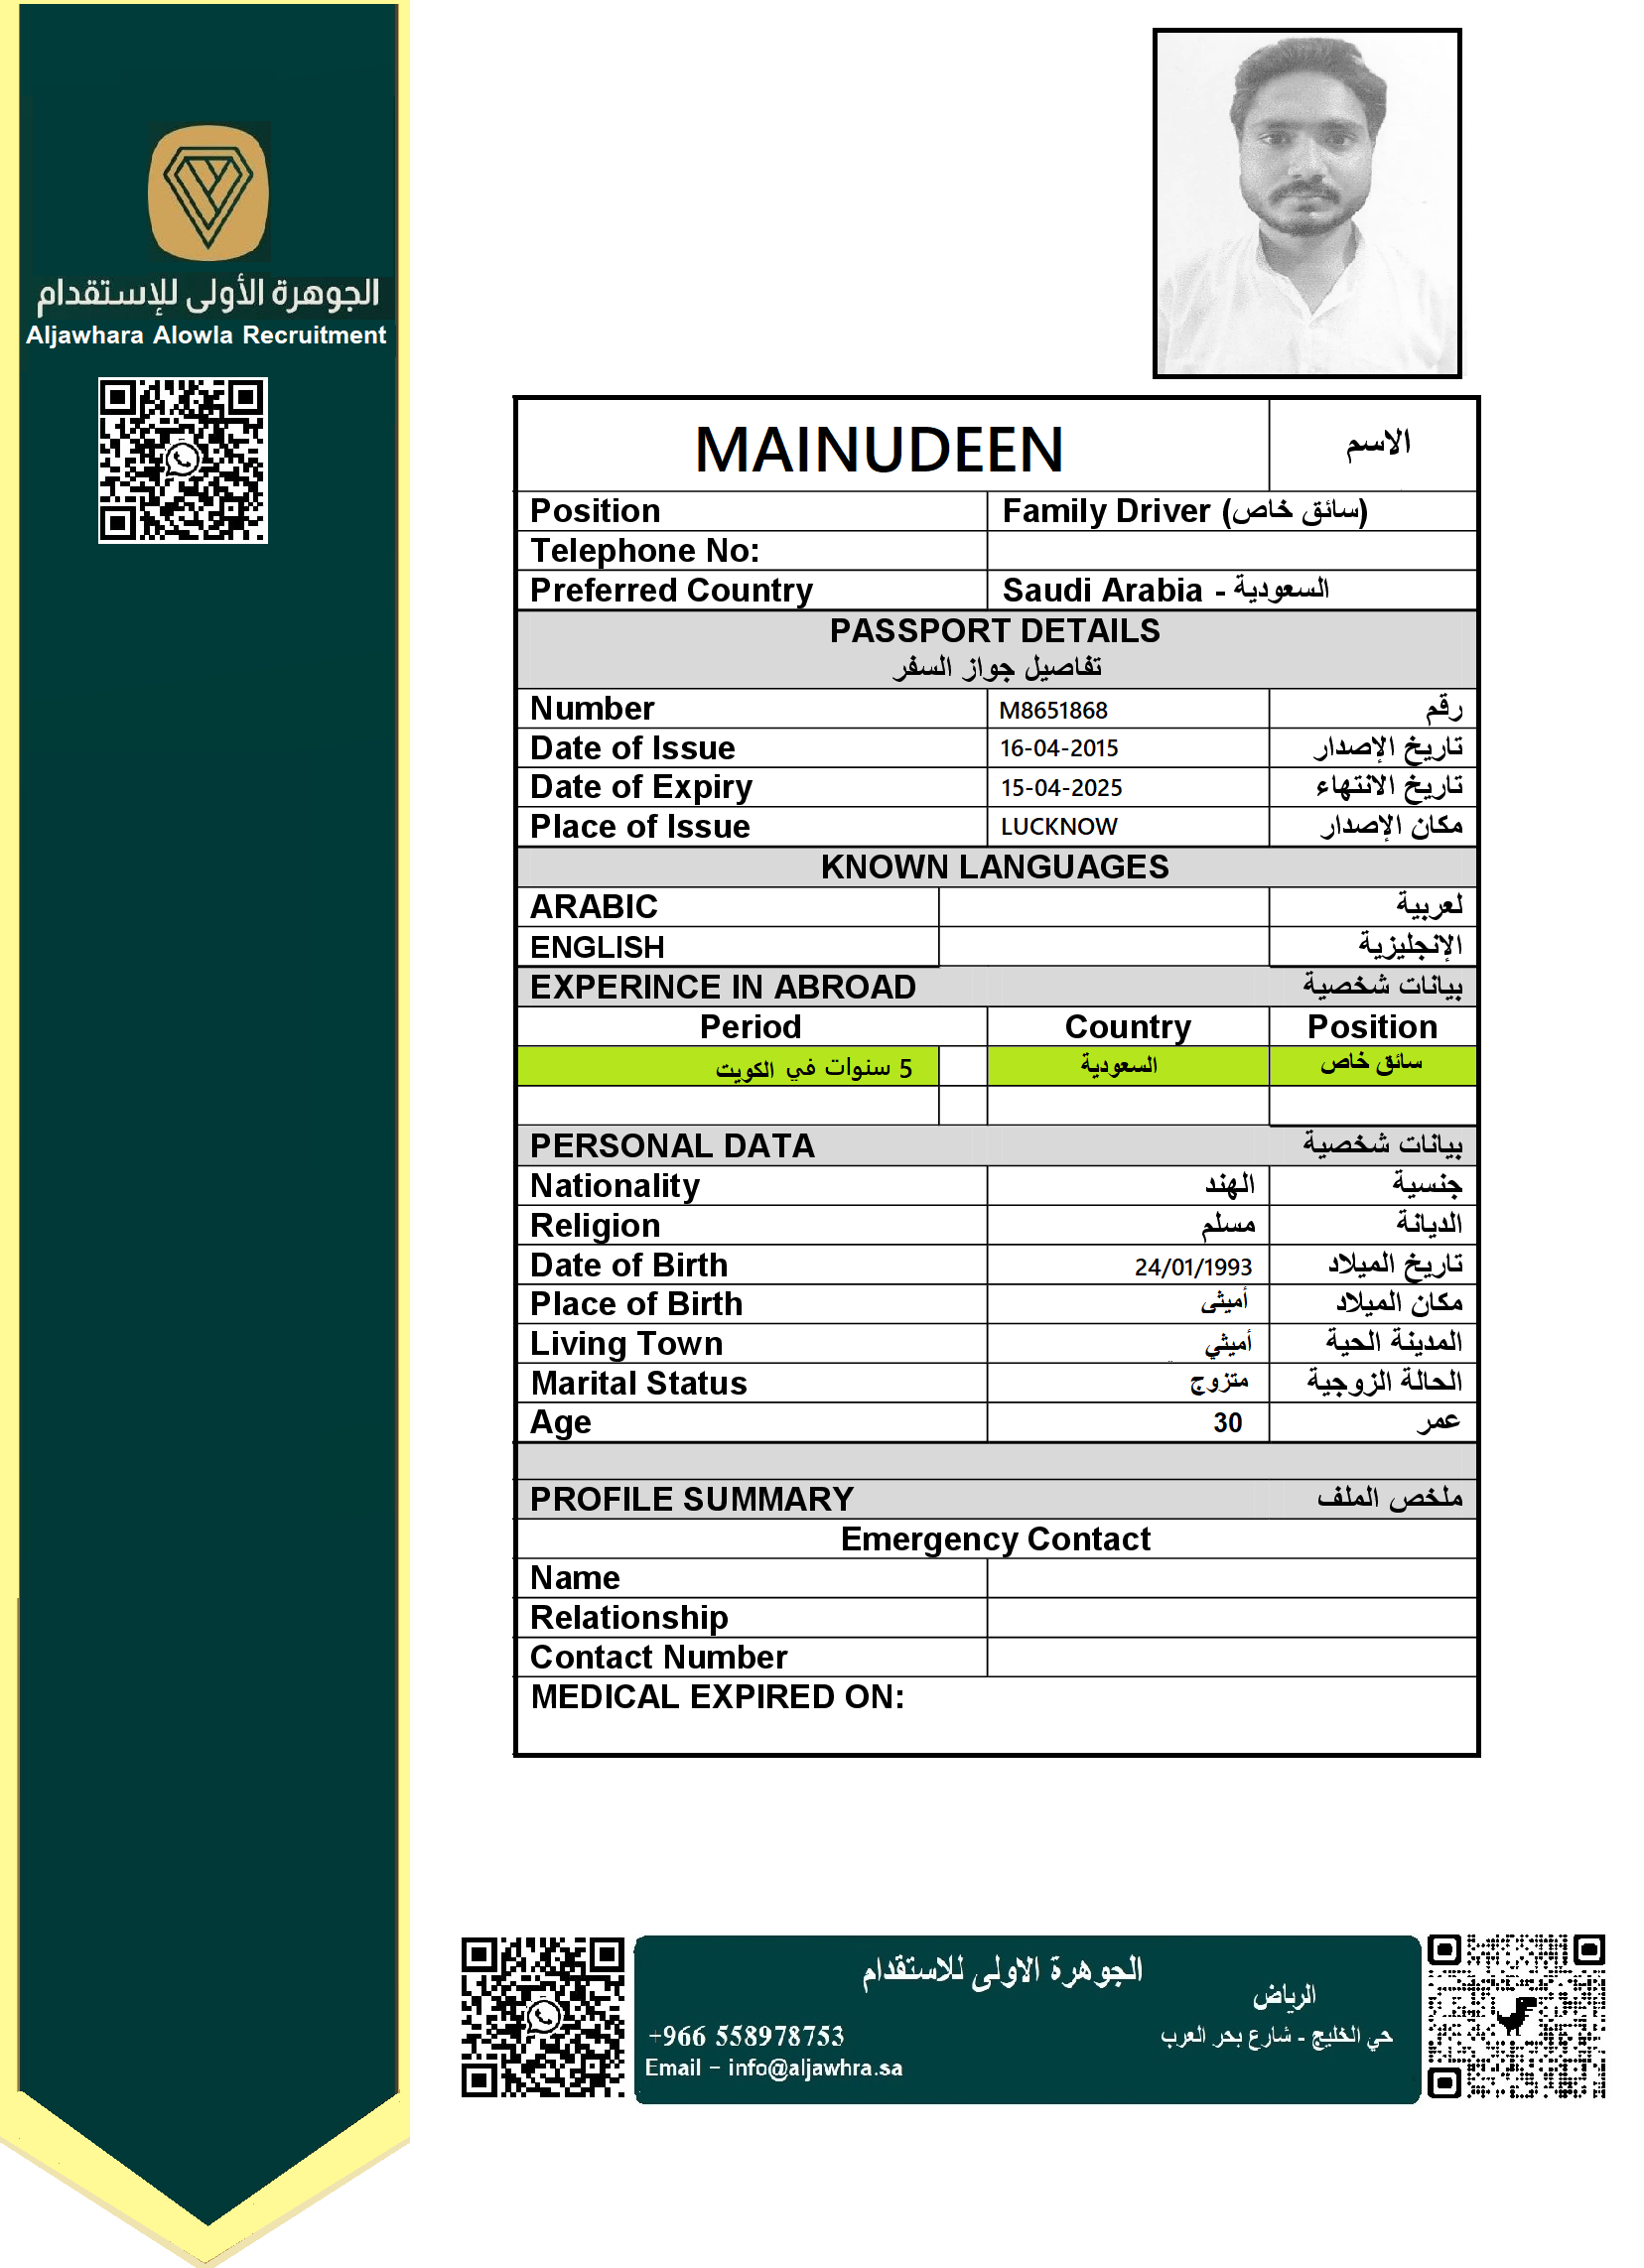 الجوهرة الأولى للإستقدام
Aljawhara Alowla Recruitment
MAINUDEEN الاسم
Position Family Driver (سائق خاص)
Telephone No:
Preferred Country Saudi Arabia - السعودية
PASSPORT DETAILS
تفاصيل جواز السفر
Number M8651868 رقم
Date of Issue 16-04-2015 تاريخ الإصدار
Date of Expiry 15-04-2025 تاريخ الانتهاء
Place of Issue LUCKNOW مكان الإصدار
KNOWN LANGUAGES
ARABIC لعربية
ENGLISH الإنجليزية
EXPERINCE IN ABROAD بيانات شخصية
Period Country Position
5 سنوات في الكويت السعودية سائق خاص
PERSONAL DATA بيانات شخصية
Nationality الهند جنسية
Religion مسلم الديانة
Date of Birth 24/01/1993 تاريخ الميلاد
Place of Birth أميثى مكان الميلاد
Living Town أميثي المدينة الحية
Marital Status متزوج الحالة الزوجية
Age 30 عمر
PROFILE SUMMARY ملخص الملف
Emergency Contact
Name
Relationship
Contact Number
MEDICAL EXPIRED ON:
الجوهرة الاولى للاستقدام
الرياض
+966 558978753 حي الخليج - شارع بحر العرب
Email - info@aljawhra.sa